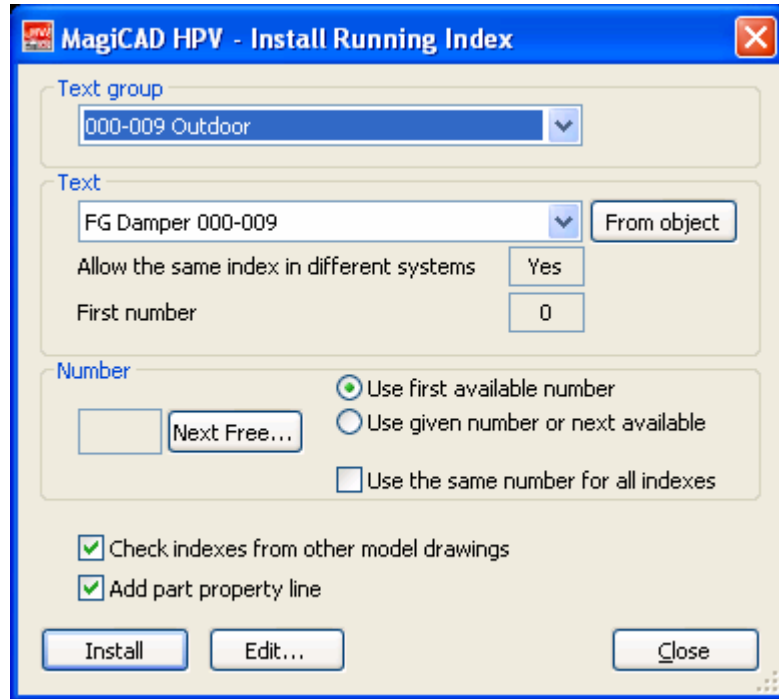 MagiCAD HPV - Install Running Index
Text group
000-009 Outdoor
Text
FG Damper 000-009
From object
Allow the same index in different systems
Yes
First number
0
Number
Use first available number
Next Free...
Use given number or next available
Use the same number for all indexes
Check indexes from other model drawings
Add part property line
Install
Edit...
Close